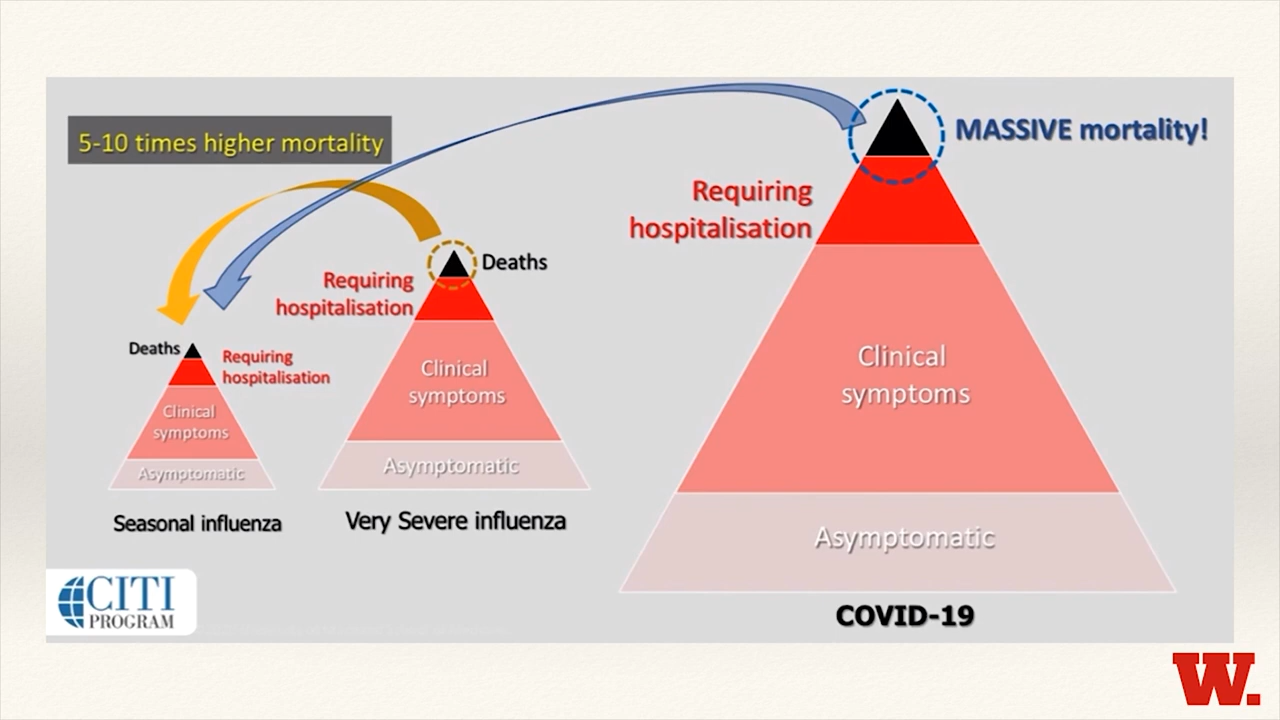 5-10 times higher mortality
MASSIVE mortality!
Requiring
hospitalisation
Deaths
Requiring
hospitalisation
Deaths
Requiring
hospitalisation
Clinical
symptoms
Asymptomatic
Seasonal influenza
Clinical
symptoms
Asymptomatic
Very Severe influenza
Clinical
symptoms
Asymptomatic
COVID-19
CITI
PROGRAM
W.